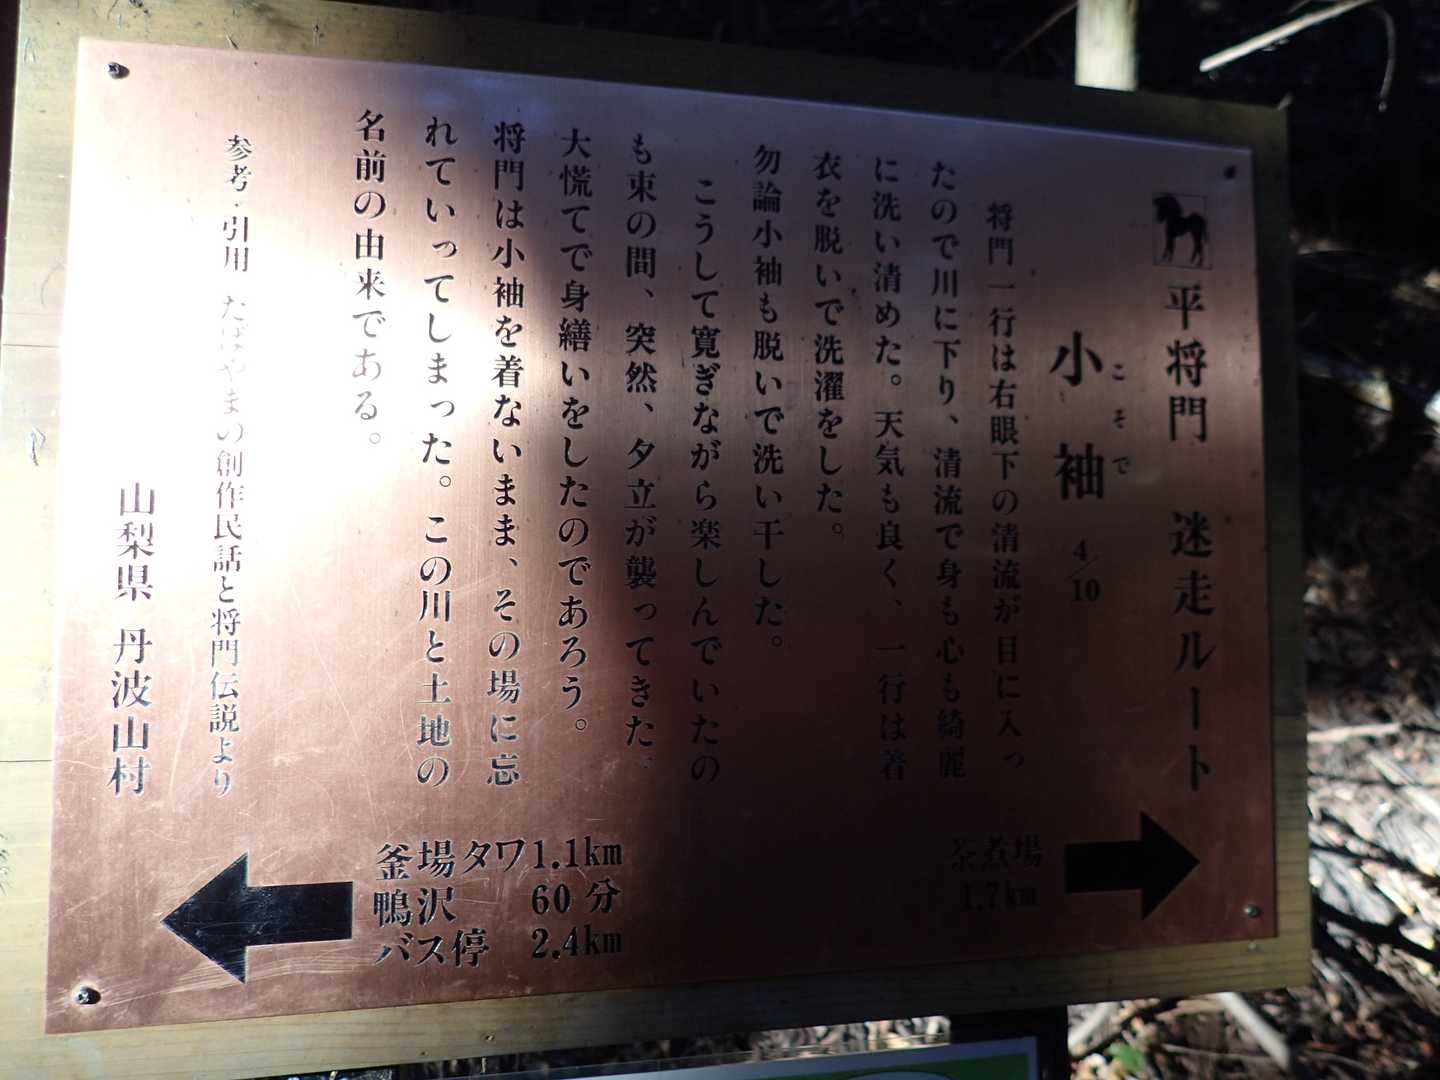 平将門 迷走ルート
小袖 4/10
こそで
将門一行は右眼下の清流が目に入っ
たので川に下り、清流で身も心も綺麗
に洗い清めた。天気も良く、一行は着
衣を脱いで洗濯をした。
勿論小袖も脱いで洗い干した。
こうして寛ぎながら楽しんでいたの
も束の間、突然、夕立が襲ってきた。
大慌てで身繕いをしたのであろう。
将門は小袖を着ないまま、その場に忘
れていってしまった。この川と土地の
名前の由来である。
参考・引用 たばやまの創作民話と将門伝説より
山梨県 丹波山村
茶煮場
1.7km
釜場タワ1.1km
鴨沢 60分
バス停 2.4km